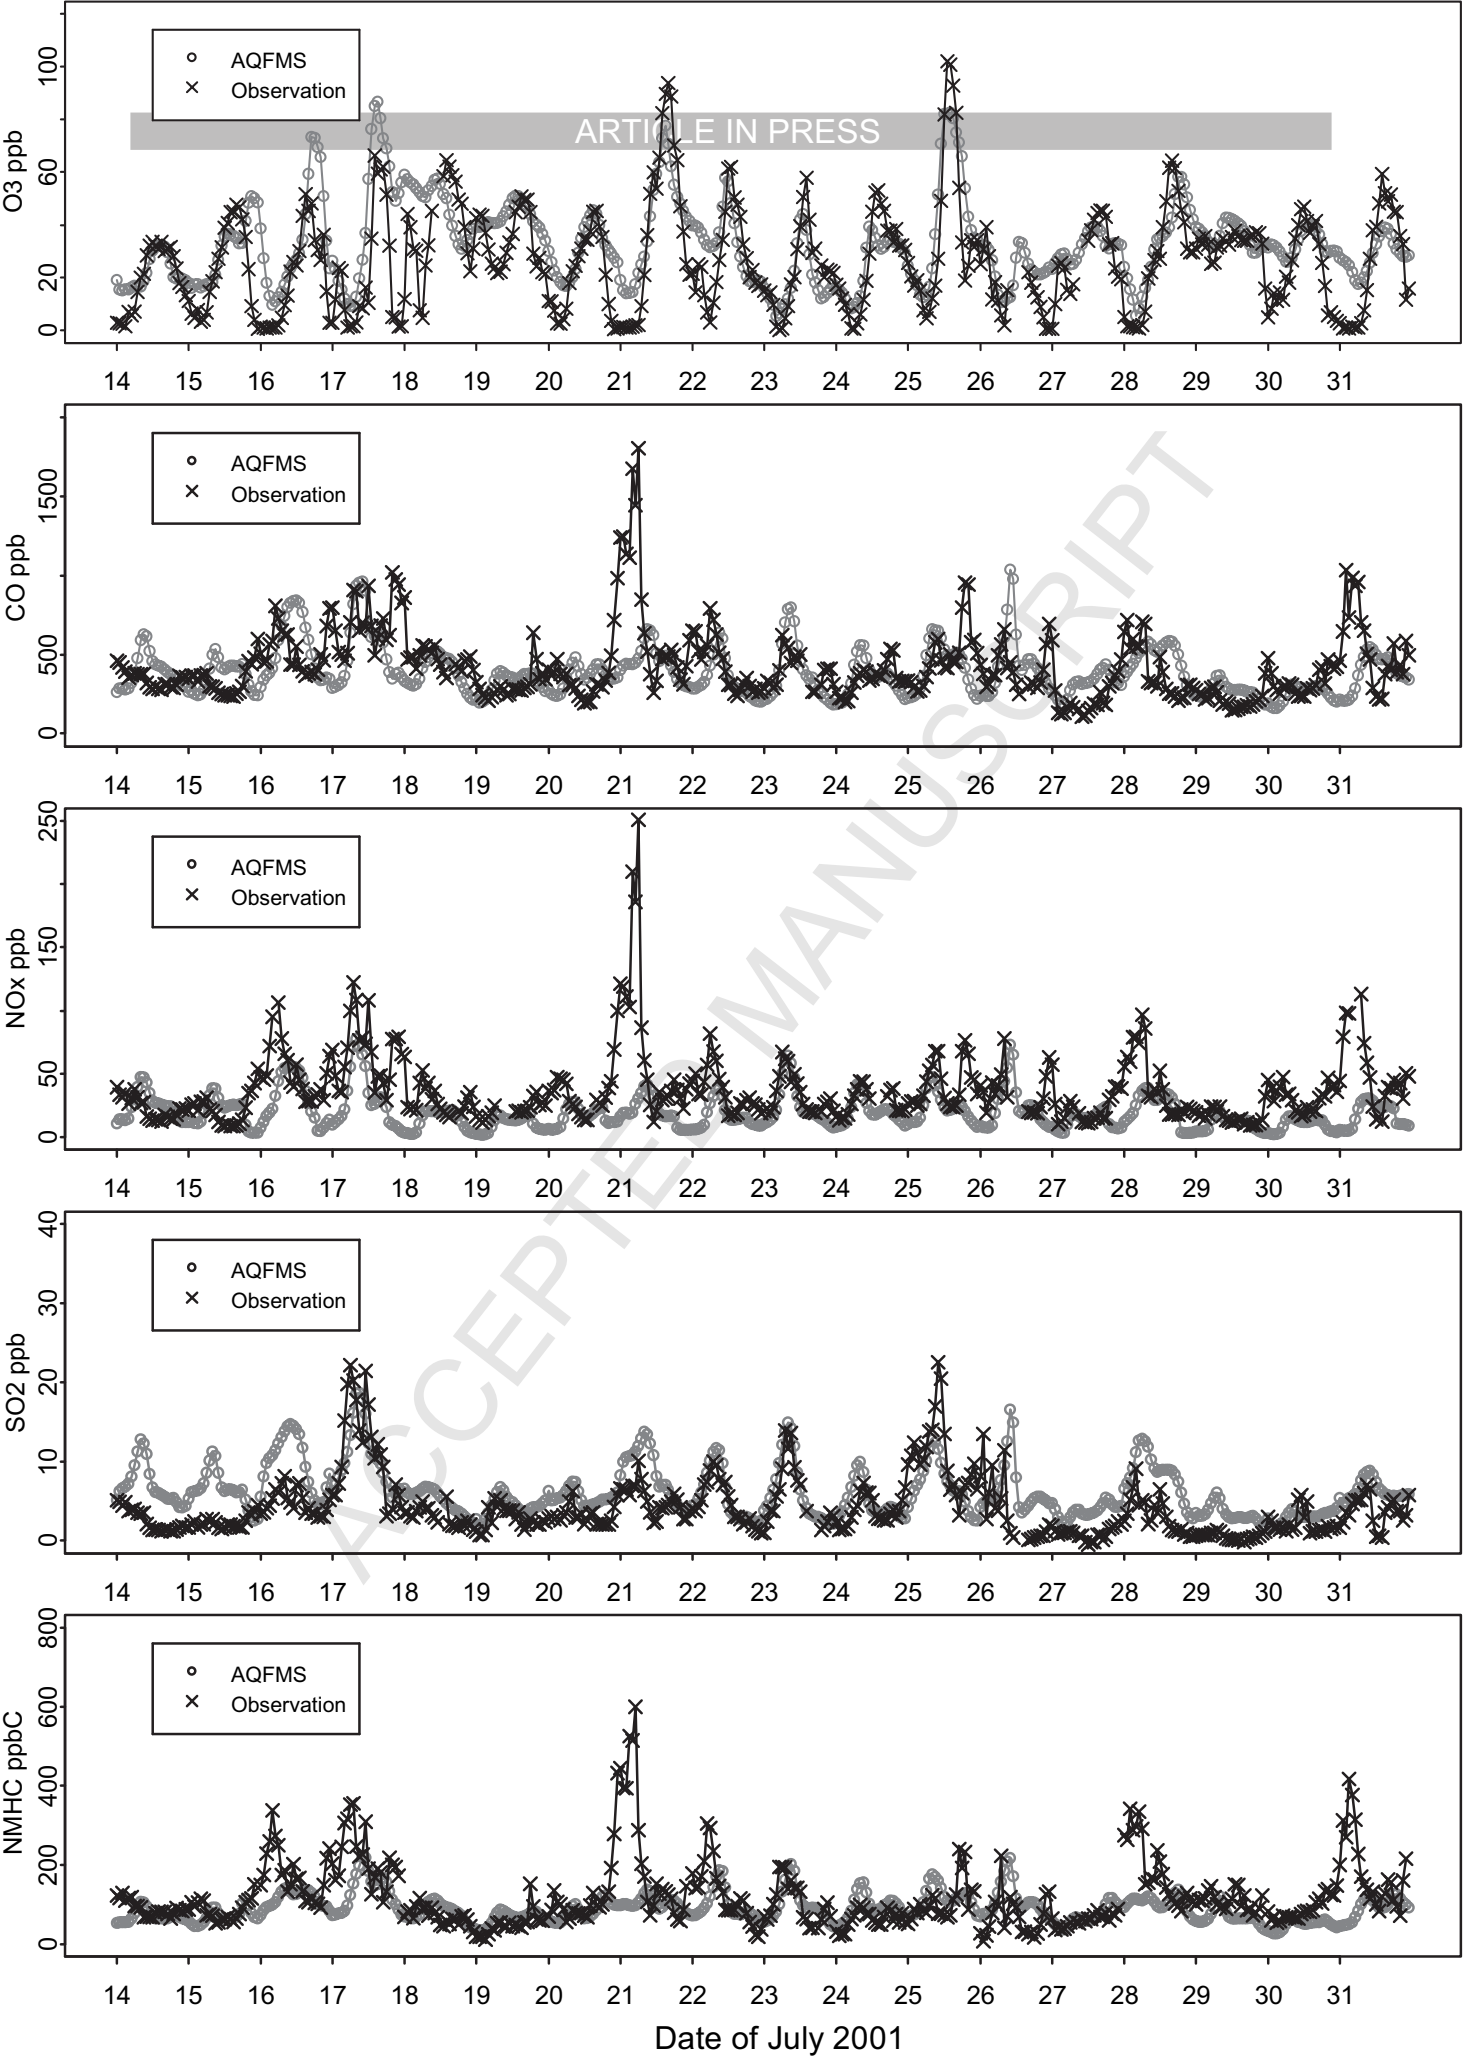 ARTICLE IN PRESS
ACCEPTED MANUSCRIPT
O3 ppb
100
60
20
0
AQFMS
Observation
14 15 16 17 18 19 20 21 22 23 24 25 26 27 28 29 30 31
CO ppb
1500
500
0
AQFMS
Observation
14 15 16 17 18 19 20 21 22 23 24 25 26 27 28 29 30 31
NOx ppb
250
150
50
0
AQFMS
Observation
14 15 16 17 18 19 20 21 22 23 24 25 26 27 28 29 30 31
SO2 ppb
40
30
20
10
0
AQFMS
Observation
14 15 16 17 18 19 20 21 22 23 24 25 26 27 28 29 30 31
NMHC ppbC
800
600
400
200
0
AQFMS
Observation
14 15 16 17 18 19 20 21 22 23 24 25 26 27 28 29 30 31
Date of July 2001